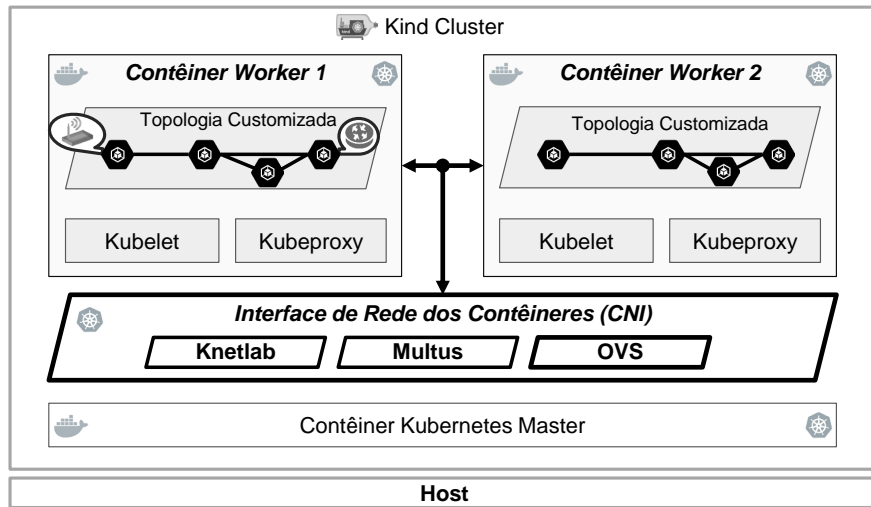 Kind Cluster
Contêiner Worker 1
Topologia Customizada
Kubelet
Kubeproxy
Contêiner Worker 2
Topologia Customizada
Kubelet
Kubeproxy
Interface de Rede dos Contêineres (CNI)
Knetlab
Multus
OVS
Contêiner Kubernetes Master
Host